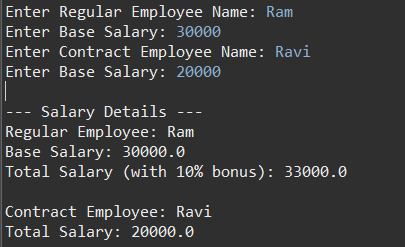 Enter Regular Employee Name: Ram
Enter Base Salary: 30000
Enter Contract Employee Name: Ravi
Enter Base Salary: 20000
--- Salary Details ---
Regular Employee: Ram
Base Salary: 30000.0
Total Salary (with 10% bonus): 33000.0
Contract Employee: Ravi
Total Salary: 20000.0